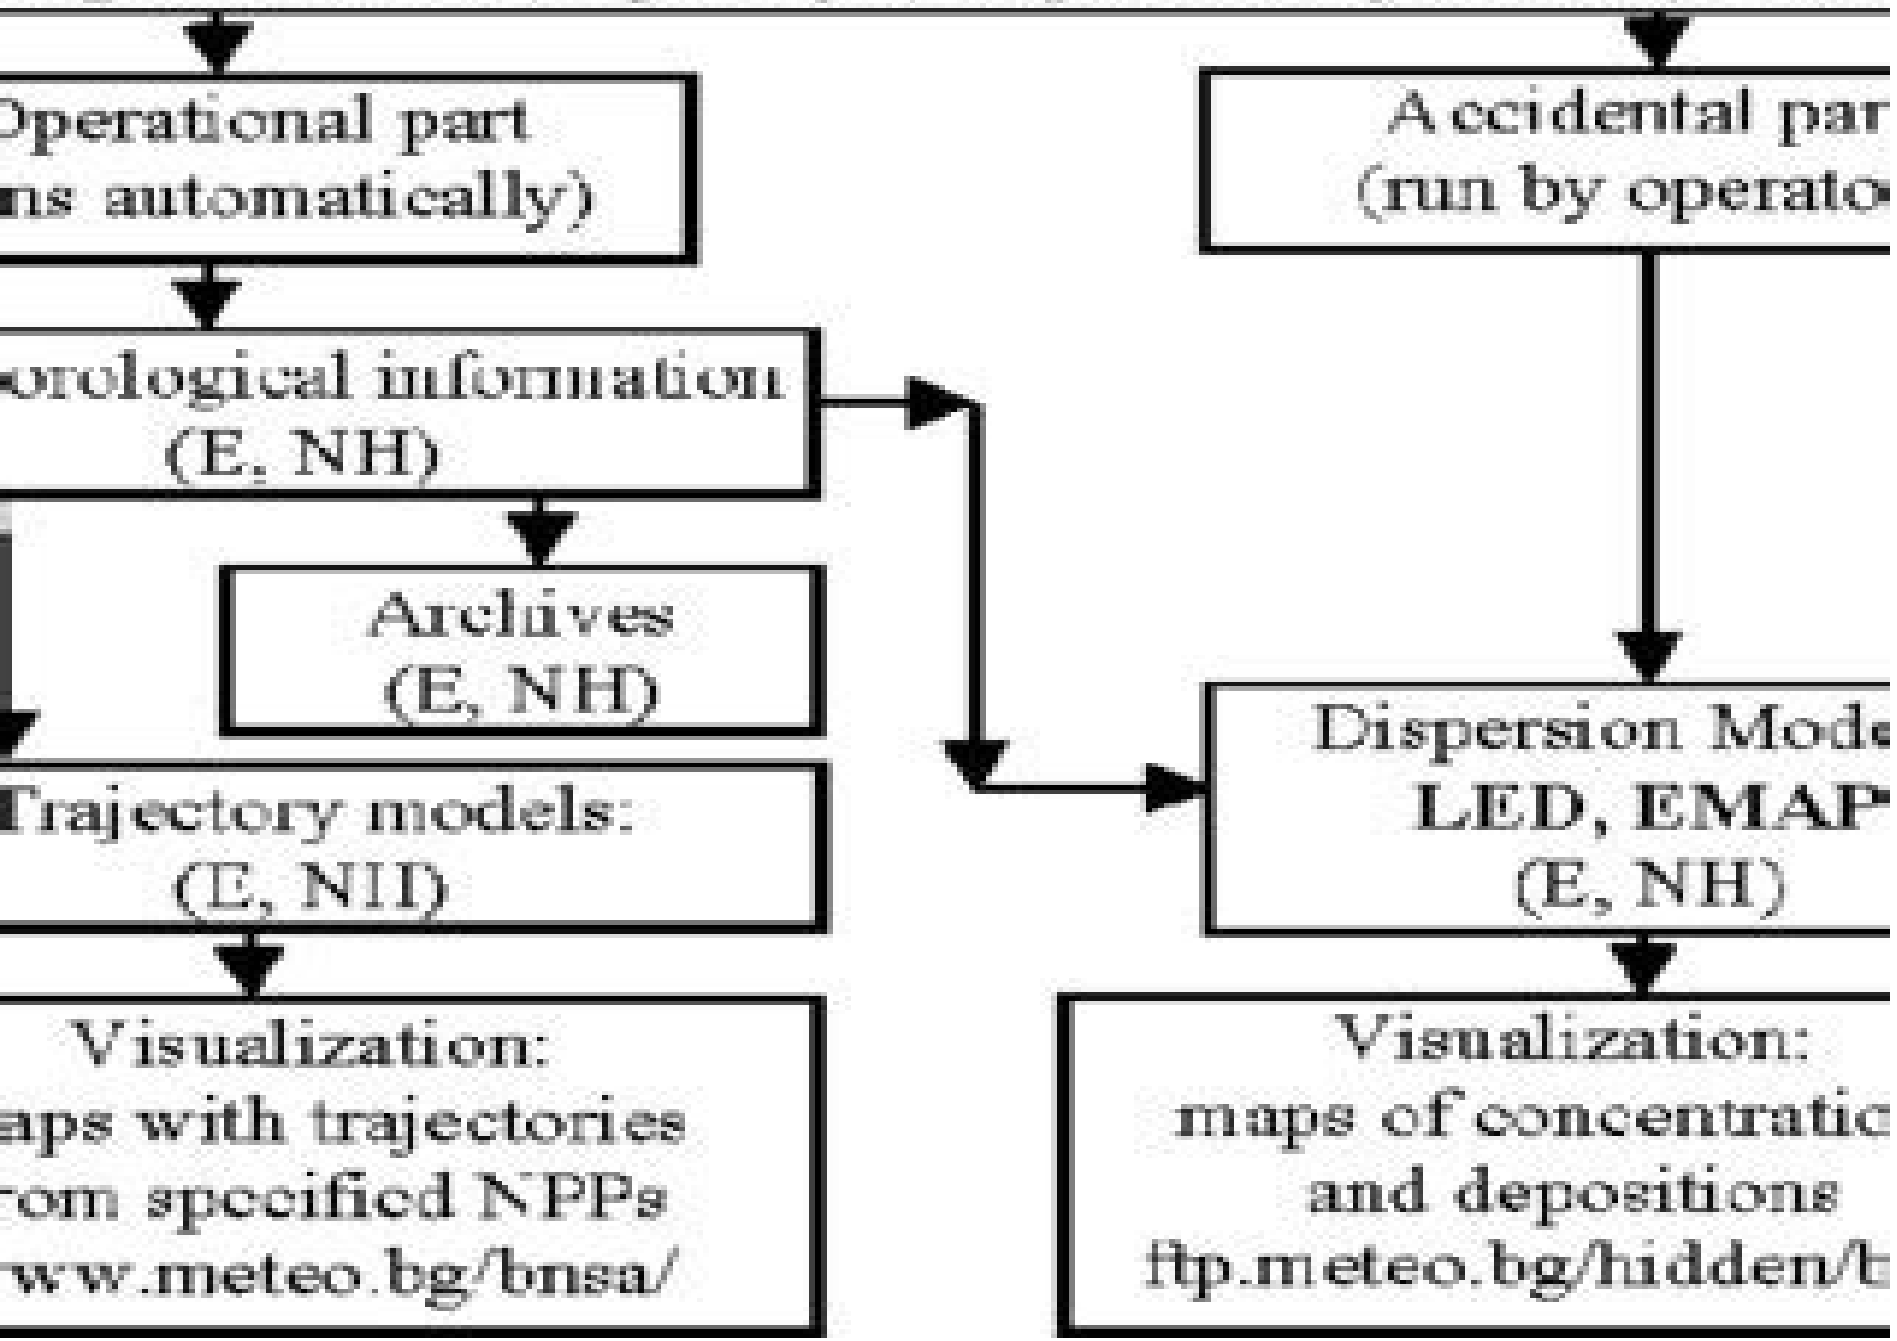 Operational part
ns automatically)
orological information
(E, NH)
Archives
(E, NH)
Trajectory models:
(E, NH)
Visualization:
aps with trajectories
rom specified NPPs
ww.meteo.bg/bnsa/
Accidental par
(run by operato
Dispersion Mode
LED, EMAP
(E, NH)
Visualization:
maps of concentratio
and depositions
ftp.meteo.bg/hidden/b